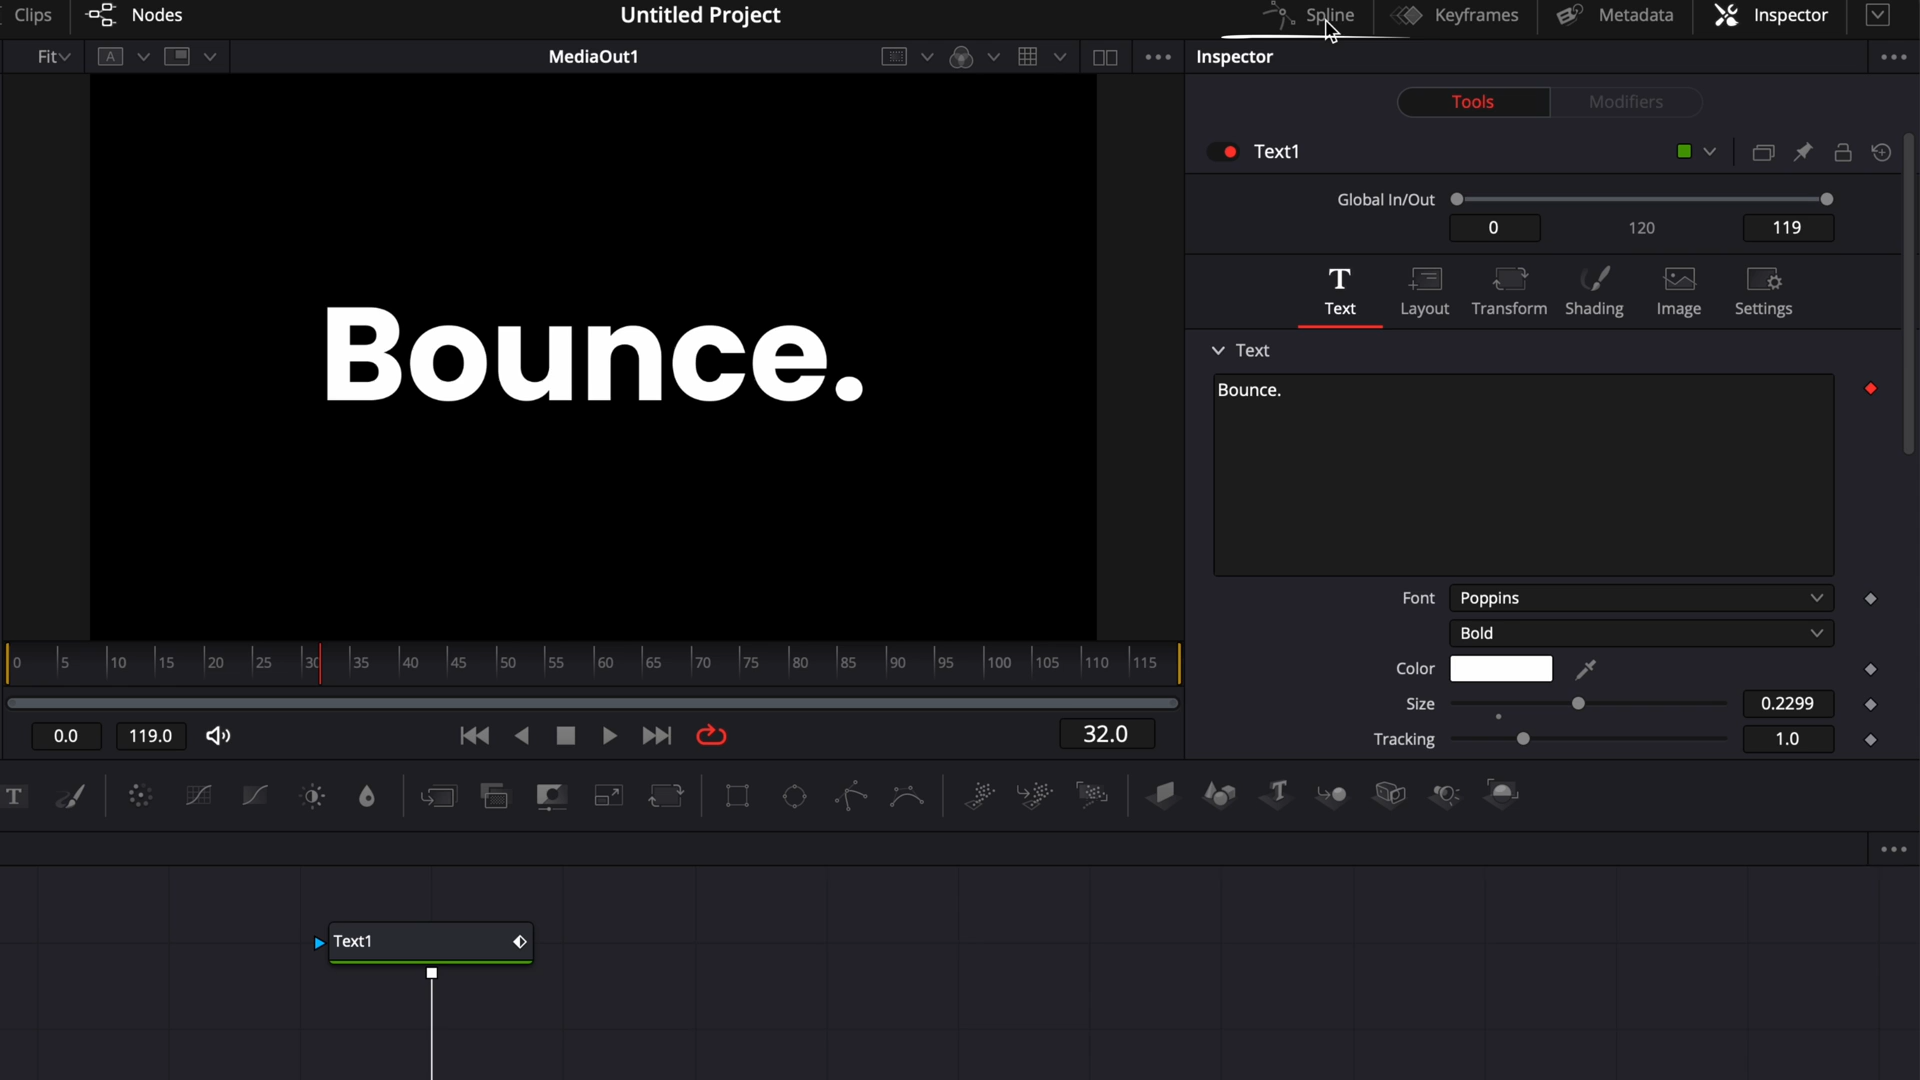 Clips
Nodes
Untitled Project
Spline
Keyframes
Metadata
Inspector
Fit
A
MediaOut1
Inspector
Tools
Modifiers
Text1
Global In/Out
0
120
119
T
Text
Layout
Transform
Shading
Image
Settings
Text
Bounce.
Bounce.
Font
Poppins
Bold
Color
Size
0.2299
Tracking
1.0
0 5 10 15 20 25 30 35 40 45 50 55 60 65 70 75 80 85 90 95 100 105 110 115
0.0
119.0
32.0
T
T
Text1